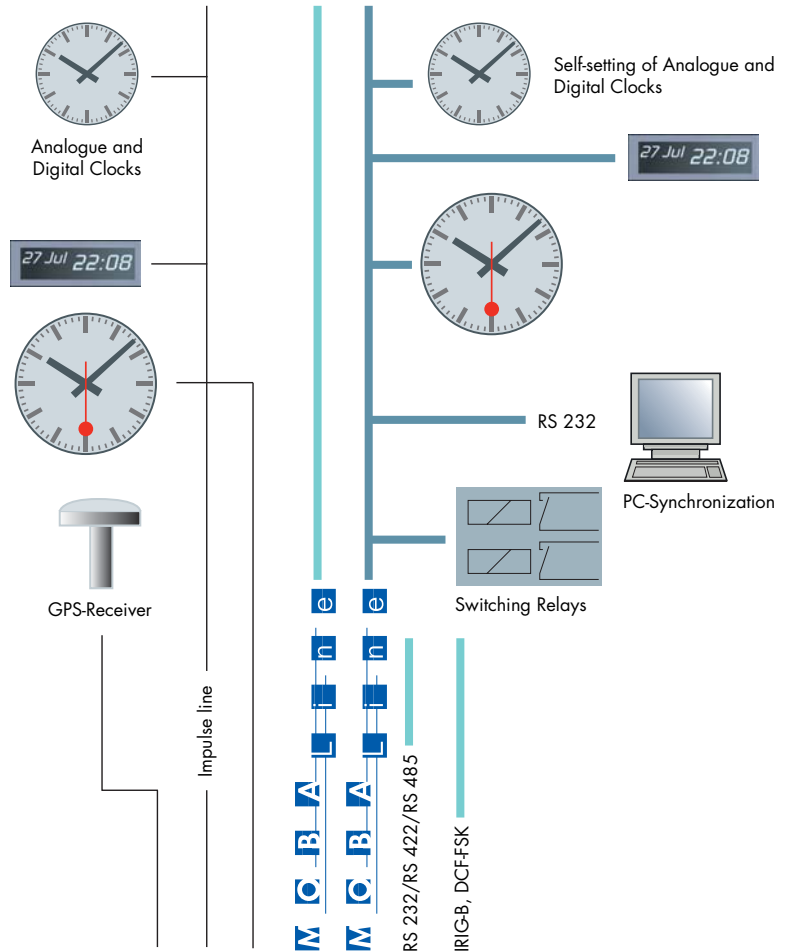 Analogue and
Digital Clocks
27 Jul 22:08
GPS-Receiver
Impulse line
MOBALine
MOBALine
RS 232/RS 422/RS 485
IRIG-B, DCF-FSK
Self-setting of Analogue and
Digital Clocks
27 Jul 22:08
RS 232
PC-Synchronization
Switching Relays